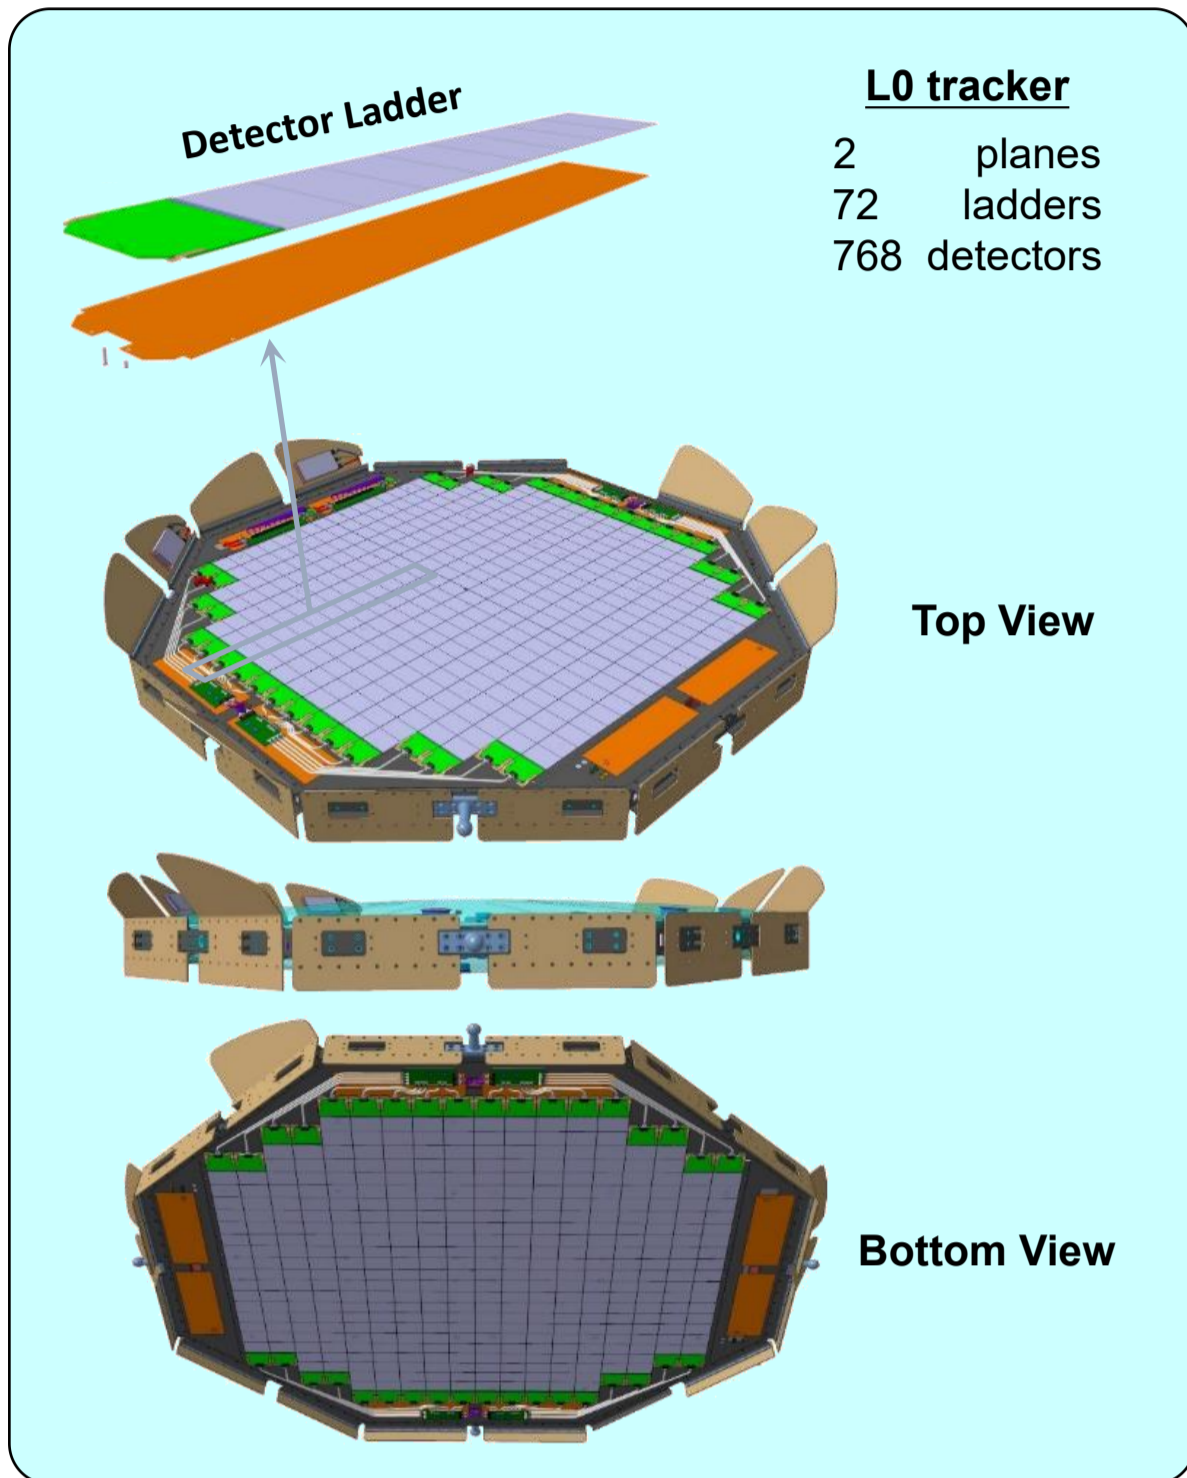 Detector Ladder
L0 tracker
2 planes
72 ladders
768 detectors
Top View
Bottom View